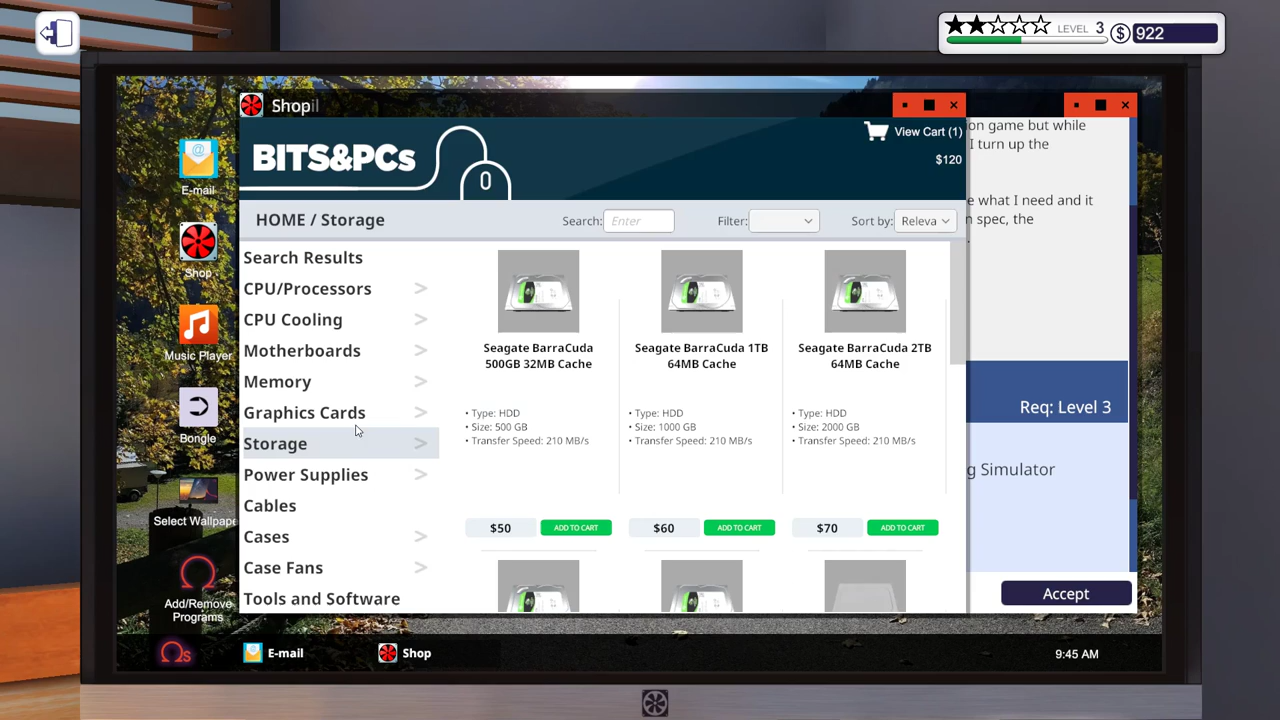 LEVEL 3 $ 922
Shop
View Cart (1)
$120
BITS&PCs
HOME / Storage
Search: Enter
Filter:
Sort by: Releva
Search Results
CPU/Processors >
CPU Cooling >
Motherboards >
Memory >
Graphics Cards >
Storage >
Power Supplies >
Cables
Cases >
Case Fans >
Tools and Software
Seagate BarraCuda
500GB 32MB Cache
• Type: HDD
• Size: 500 GB
• Transfer Speed: 210 MB/s
$50 ADD TO CART
Seagate BarraCuda 1TB
64MB Cache
• Type: HDD
• Size: 1000 GB
• Transfer Speed: 210 MB/s
$60 ADD TO CART
Seagate BarraCuda 2TB
64MB Cache
• Type: HDD
• Size: 2000 GB
• Transfer Speed: 210 MB/s
$70 ADD TO CART
on game but while
I turn up the
e what I need and it
n spec, the
Req: Level 3
g Simulator
Accept
E-mail
Shop
Music Player
Bongle
Select Wallpape
Add/Remove
Programs
Ωs
E-mail
Shop
9:45 AM